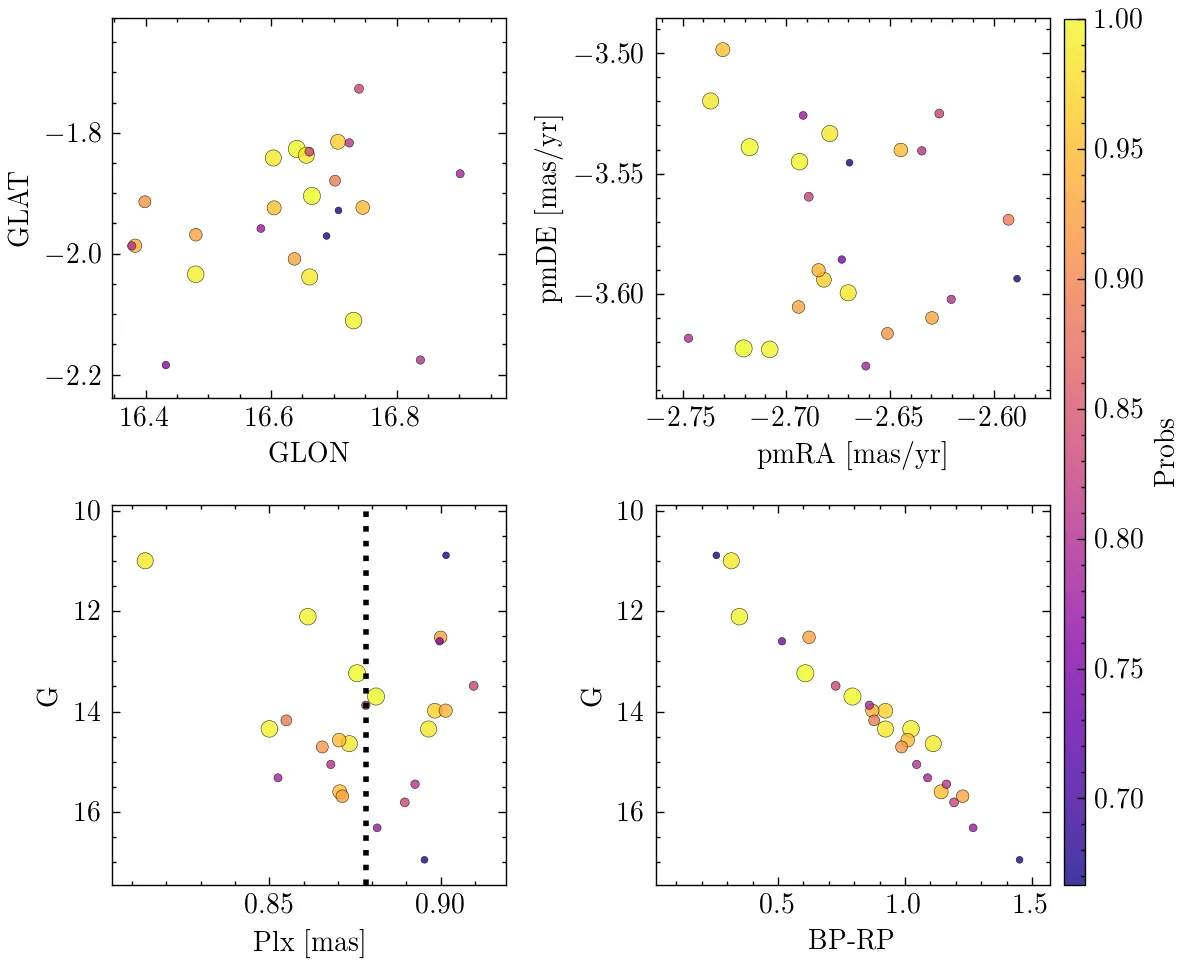 −1.8
−2.0
−2.2
GLAT
16.4 16.6 16.8
GLON
−3.50
−3.55
−3.60
pmDE [mas/yr]
−2.75 −2.70 −2.65 −2.60
pmRA [mas/yr]
10
12
14
16
G
0.85 0.90
Plx [mas]
10
12
14
16
G
0.5 1.0 1.5
BP-RP
1.00
0.95
0.90
0.85
0.80
0.75
0.70
Probs